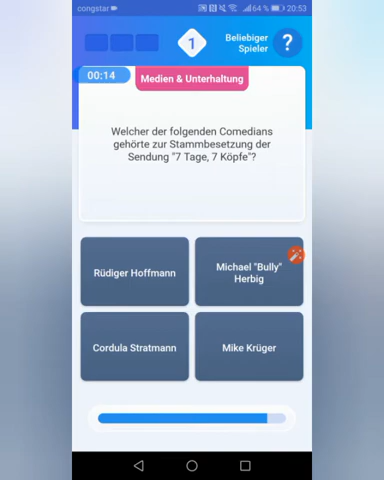 congstar
64 % 20:53
1
Beliebiger
Spieler
?
00:14
Medien & Unterhaltung
Welcher der folgenden Comedians
gehörte zur Stammbesetzung der
Sendung "7 Tage, 7 Köpfe"?
Rüdiger Hoffmann
Michael "Bully"
Herbig
Cordula Stratmann
Mike Krüger